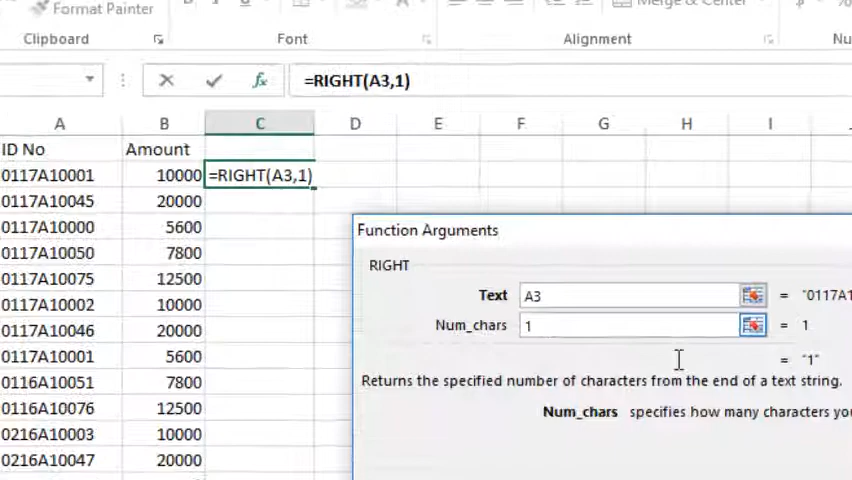 Format Painter
Merge & Center
Clipboard Font Alignment
fx =RIGHT(A3,1)
A B C D E F G H I
ID No Amount
0117A10001 10000 =RIGHT(A3,1)
0117A10045 20000
0117A10000 5600
0117A10050 7800
0117A10075 12500
0117A10002 10000
0117A10046 20000
0117A10001 5600
0116A10051 7800
0116A10076 12500
0216A10003 10000
0216A10047 20000
Function Arguments
RIGHT
Text A3 = "0117A1
Num_chars 1 = 1
= "1"
Returns the specified number of characters from the end of a text string.
Num_chars specifies how many characters you